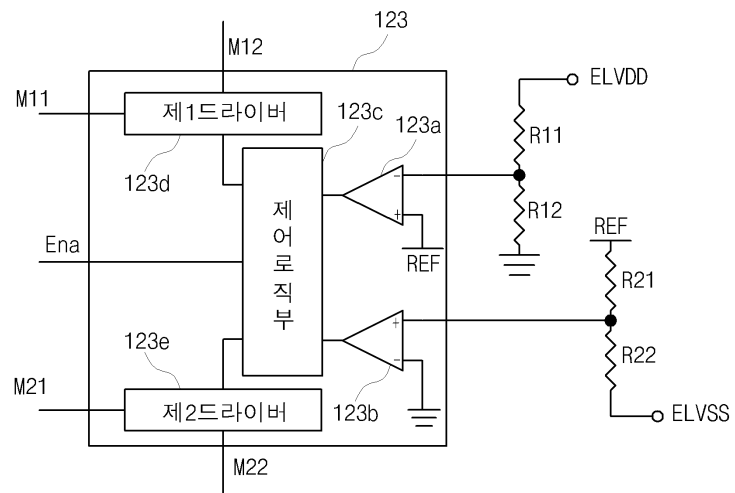 123
M12
ELVDD
M11
제1드라이버
123c
123a
R11
123d
-
R12
제어로직부
+
REF
REF
Ena
R21
123e
+
R22
-
M21
제2드라이버
123b
ELVSS
M22